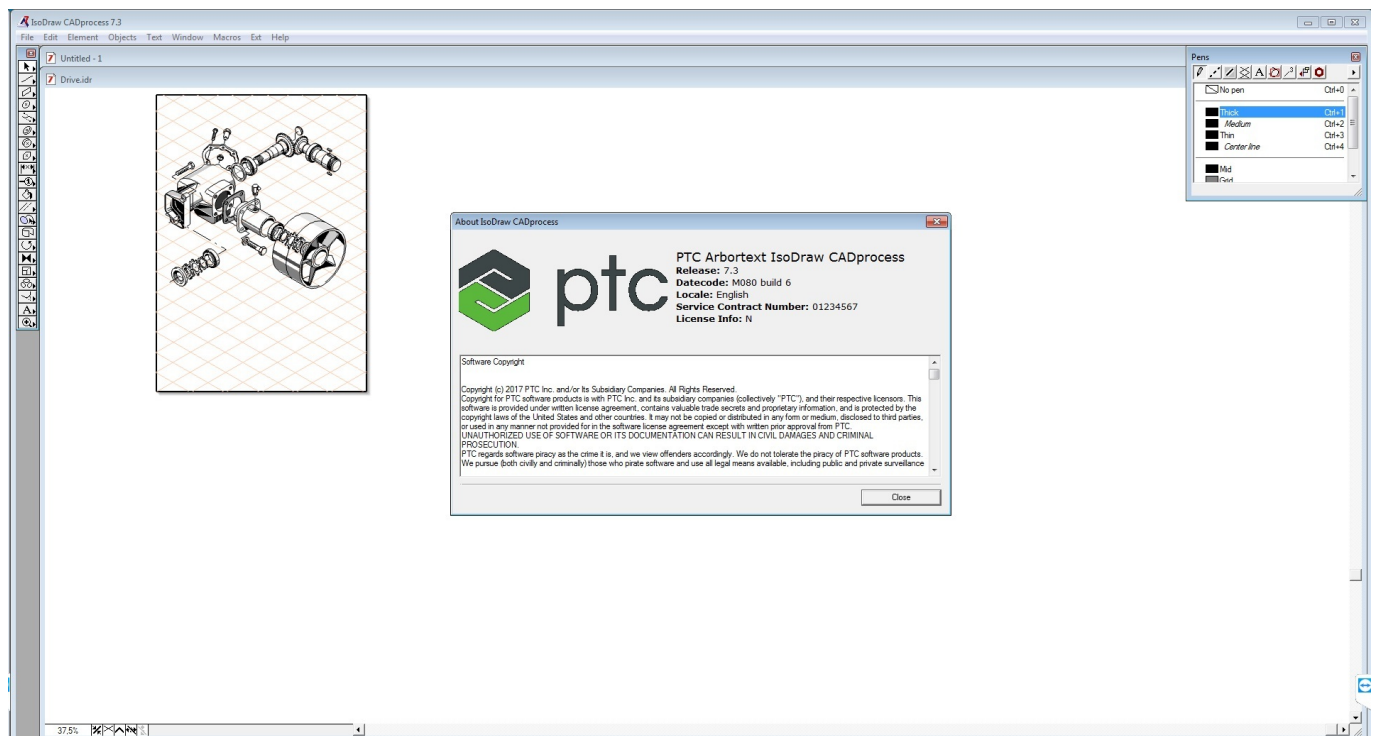 IsoDraw CADprocess 7.3
File Edit Element Objects Text Window Macros Ext Help
Untitled - 1
Drive.idr
Pens
No pen Ctrl+0
Thick Ctrl+1
Medium Ctrl+2
Thin Ctrl+3
Center line Ctrl+4
Mid
Grid
About IsoDraw CADprocess
ptc
PTC Arbortext IsoDraw CADprocess
Release: 7.3
Datecode: M080 build 6
Locale: English
Service Contract Number: 01234567
License Info: N
Software Copyright
Copyright (c) 2017 PTC Inc. and/or Its Subsidiary Companies. All Rights Reserved.
Copyright for PTC software products is with PTC Inc. and its subsidiary companies (collectively "PTC"), and their respective licensors. This
software is provided under written license agreement, contains valuable trade secrets and proprietary information, and is protected by the
copyright laws of the United States and other countries. It may not be copied or distributed in any form or medium, disclosed to third parties,
or used in any manner not provided for in the software license agreement except with written prior approval from PTC.
UNAUTHORIZED USE OF SOFTWARE OR ITS DOCUMENTATION CAN RESULT IN CIVIL DAMAGES AND CRIMINAL
PROSECUTION.
PTC regards software piracy as the crime it is, and we view offenders accordingly. We do not tolerate the piracy of PTC software products.
We pursue (both civilly and criminally) those who pirate software and use all legal means available, including public and private surveillance
Close
37,5%